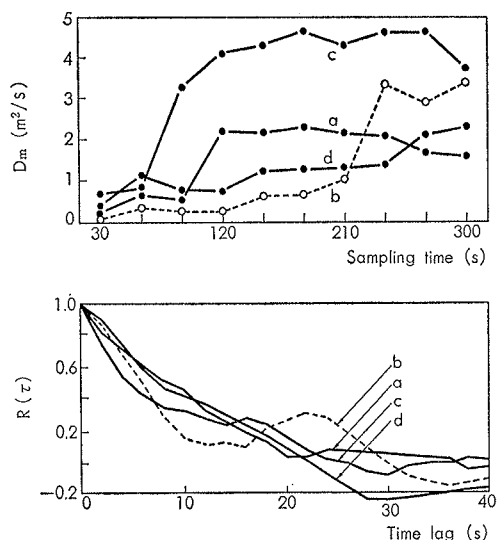 5
4
3
2
1
0
Dm (m²/s)
c
a
d
b
30 120 210 300
Sampling time (s)
1.0
0.6
0.2
−0.2
R (τ)
b
a
c
d
0 10 20 30 40
Time lag (s)